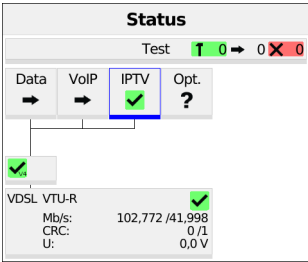 Status
Test 0 0 0
Data VoIP IPTV Opt.
?
V4
VDSL VTU-R
Mb/s: 102,772 /41,998
CRC: 0 /1
U: 0,0 V